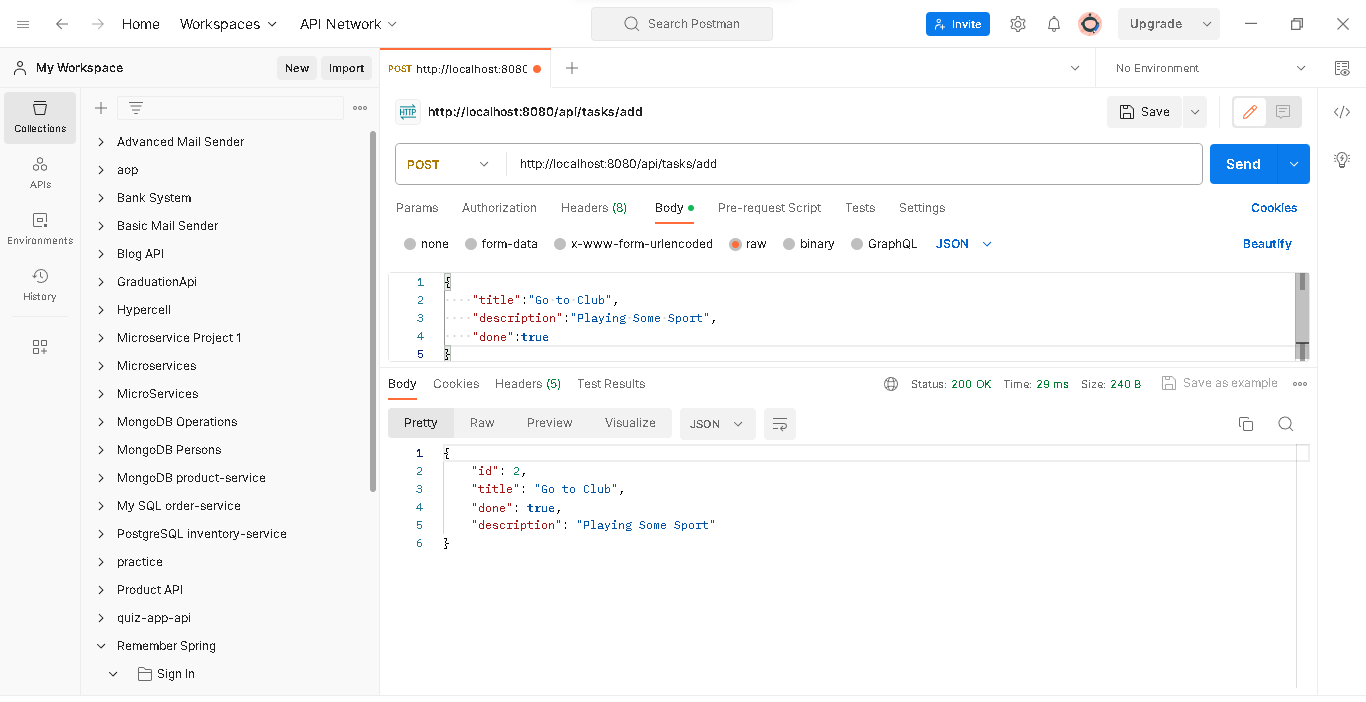 Home Workspaces API Network Search Postman Invite Upgrade
My Workspace New Import POST http://localhost:8080 No Environment
Collections
APIs
Environments
History
Advanced Mail Sender
aop
Bank System
Basic Mail Sender
Blog API
GraduationApi
Hypercell
Microservice Project 1
Microservices
MicroServices
MongoDB Operations
MongoDB Persons
MongoDB product-service
My SQL order-service
PostgreSQL inventory-service
practice
Product API
quiz-app-api
Remember Spring
Sign In
HTTP http://localhost:8080/api/tasks/add Save
POST http://localhost:8080/api/tasks/add Send
Params Authorization Headers (8) Body Pre-request Script Tests Settings Cookies
none form-data x-www-form-urlencoded raw binary GraphQL JSON Beautify
1 {
2 "title":"Go to Club",
3 "description":"Playing Some Sport",
4 "done":true
5 }
Body Cookies Headers (5) Test Results Status: 200 OK Time: 29 ms Size: 240 B Save as example
Pretty Raw Preview Visualize JSON
1 {
2 "id": 2,
3 "title": "Go to Club",
4 "done": true,
5 "description": "Playing Some Sport"
6 }